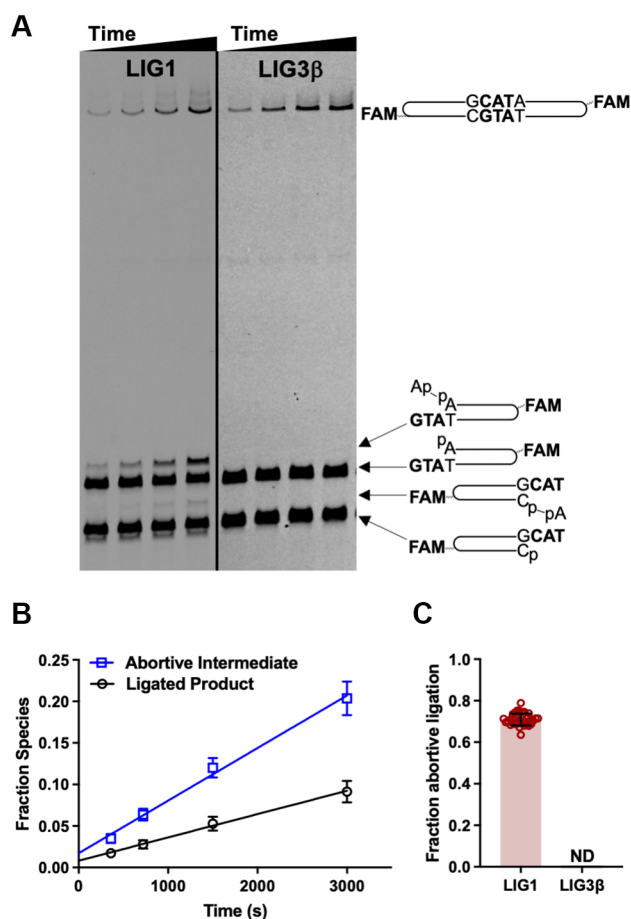 A
Time
Time
LIG1
LIG3β
GCATA
FAM
FAM
CGTAT
Ap
p
A
FAM
GTAT
p
A
FAM
GTAT
GCAT
FAM
C
p
pA
GCAT
FAM
Cp
B
C
Abortive Intermediate
Ligated Product
Fraction Species
0.25
0.20
0.15
0.10
0.05
0.00
0
1000
2000
3000
Time (s)
Fraction abortive ligation
1.0
0.8
0.6
0.4
0.2
0.0
ND
LIG1
LIG3β